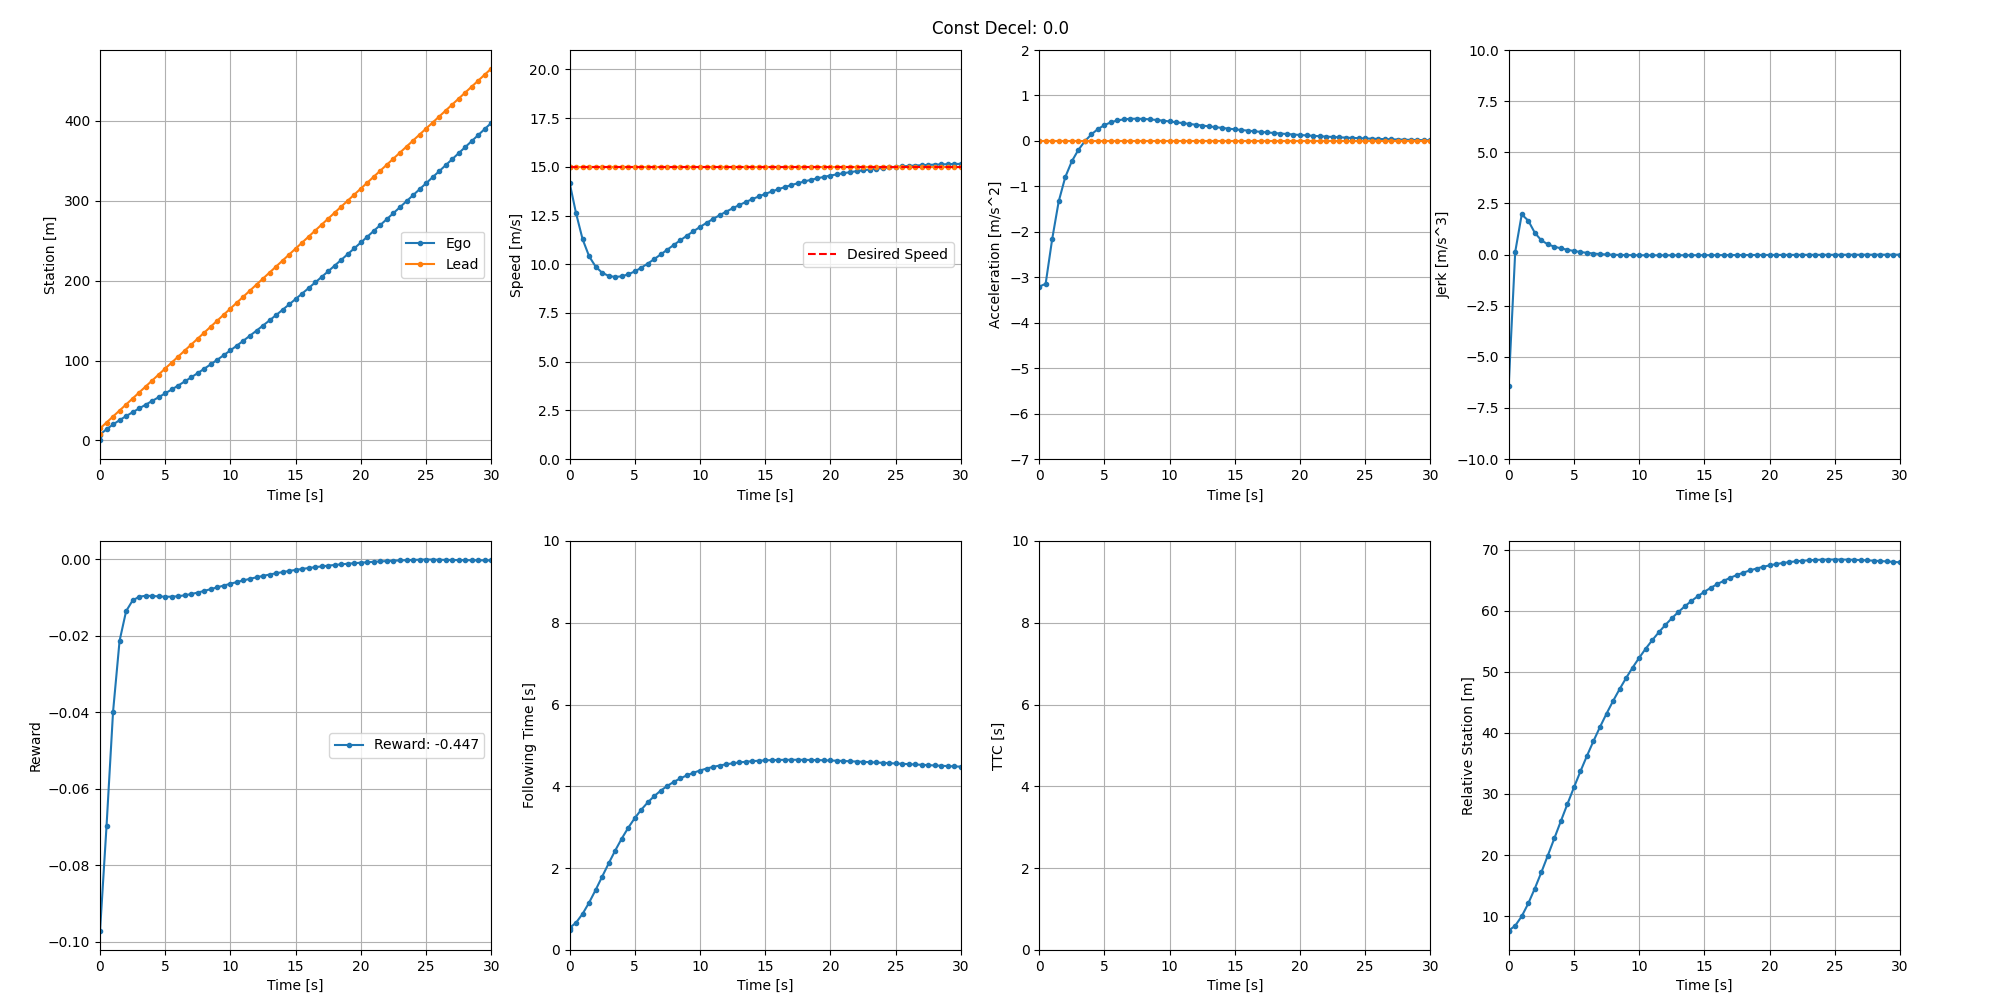 Const Decel: 0.0
Station [m]
400
300
200
100
0
Ego
Lead
0 5 10 15 20 25 30
Time [s]
Speed [m/s]
20.0
17.5
15.0
12.5
10.0
7.5
5.0
2.5
0.0
Desired Speed
0 5 10 15 20 25 30
Time [s]
Acceleration [m/s^2]
2
1
0
−1
−2
−3
−4
−5
−6
−7
0 5 10 15 20 25 30
Time [s]
Jerk [m/s^3]
10.0
7.5
5.0
2.5
0.0
−2.5
−5.0
−7.5
−10.0
0 5 10 15 20 25 30
Time [s]
Reward
0.00
−0.02
−0.04
−0.06
−0.08
−0.10
Reward: -0.447
0 5 10 15 20 25 30
Time [s]
Following Time [s]
10
8
6
4
2
0
0 5 10 15 20 25 30
Time [s]
TTC [s]
10
8
6
4
2
0
0 5 10 15 20 25 30
Time [s]
Relative Station [m]
70
60
50
40
30
20
10
0 5 10 15 20 25 30
Time [s]